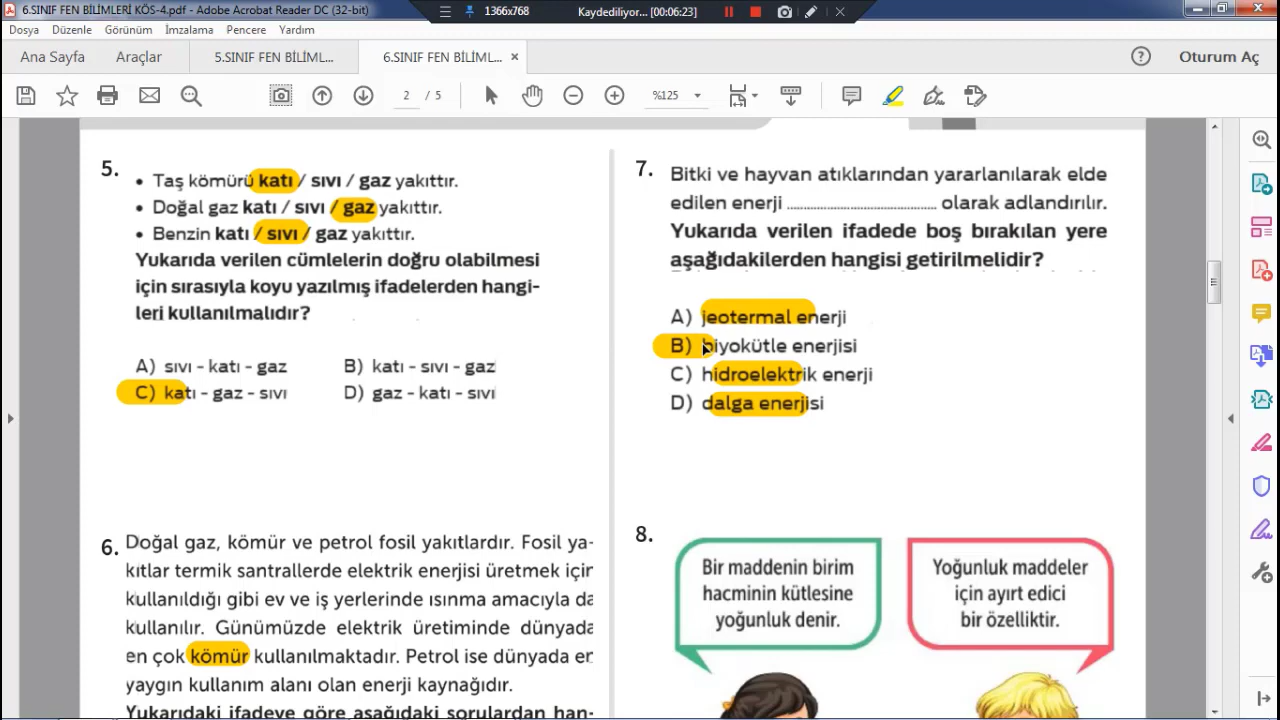 6.SINIF FEN BİLİMLERİ KÖS-4.pdf - Adobe Acrobat Reader DC (32-bit)
1366x768
Kaydediliyor... [00:06:23]
Dosya Düzenle Görünüm İmzalama Pencere Yardım
Ana Sayfa Araçlar 5.SINIF FEN BİLİML... 6.SINIF FEN BİLİML... × Oturum Aç
2 / 5 %125
5.
• Taş kömürü katı / sıvı / gaz yakıttır.
• Doğal gaz katı / sıvı / gaz yakıttır.
• Benzin katı / sıvı / gaz yakıttır.
Yukarıda verilen cümlelerin doğru olabilmesi
için sırasıyla koyu yazılmış ifadelerden hangi-
leri kullanılmalıdır?
A) sıvı - katı - gaz B) katı - sıvı - gaz
C) katı - gaz - sıvı D) gaz - katı - sıvı
6. Doğal gaz, kömür ve petrol fosil yakıtlardır. Fosil ya-
kıtlar termik santrallerde elektrik enerjisi üretmek için
kullanıldığı gibi ev ve iş yerlerinde ısınma amacıyla da
kullanılır. Günümüzde elektrik üretiminde dünyada
en çok kömür kullanılmaktadır. Petrol ise dünyada en
yaygın kullanım alanı olan enerji kaynağıdır.
Yukarıdaki ifadeye göre aşağıdaki sorulardan han-
7. Bitki ve hayvan atıklarından yararlanılarak elde
edilen enerji ........................................ olarak adlandırılır.
Yukarıda verilen ifadede boş bırakılan yere
aşağıdakilerden hangisi getirilmelidir?
A) jeotermal enerji
B) biyokütle enerjisi
C) hidroelektrik enerji
D) dalga enerjisi
8.
Bir maddenin birim
hacminin kütlesine
yoğunluk denir.
Yoğunluk maddeler
için ayırt edici
bir özelliktir.